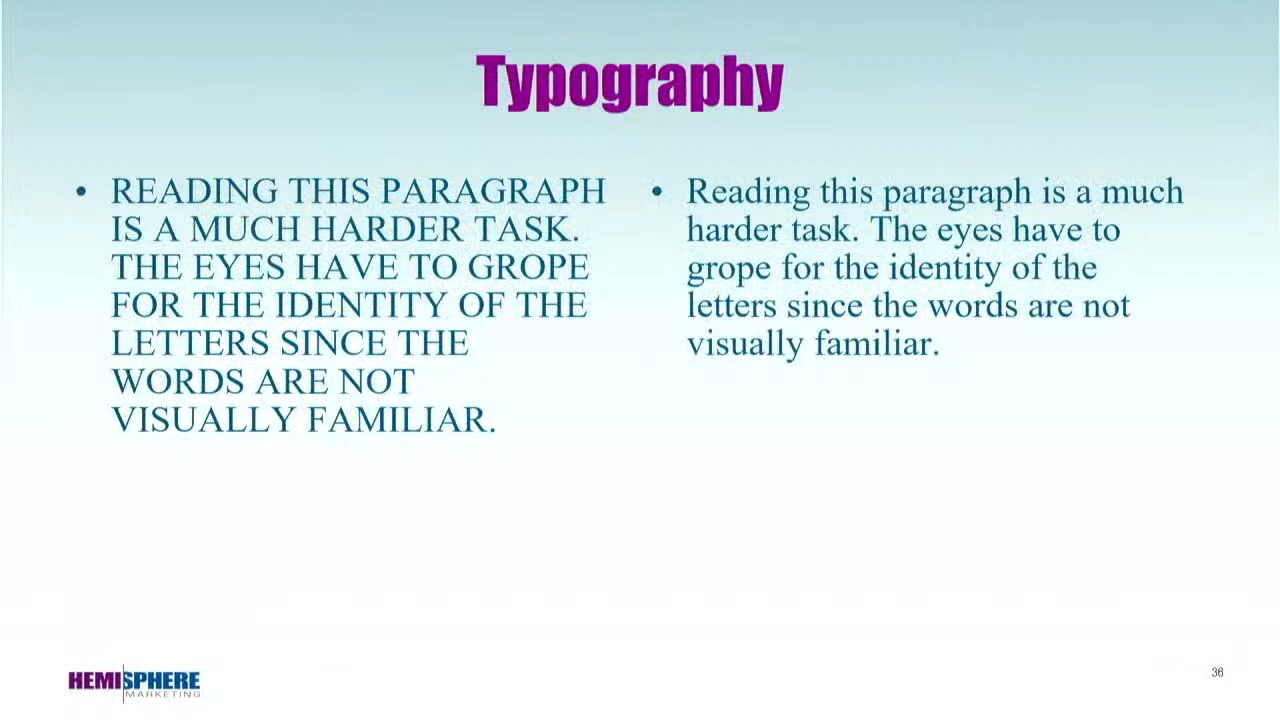 Typography
• READING THIS PARAGRAPH
IS A MUCH HARDER TASK.
THE EYES HAVE TO GROPE
FOR THE IDENTITY OF THE
LETTERS SINCE THE
WORDS ARE NOT
VISUALLY FAMILIAR.
• Reading this paragraph is a much
harder task. The eyes have to
grope for the identity of the
letters since the words are not
visually familiar.
HEMISPHERE
MARKETING
36